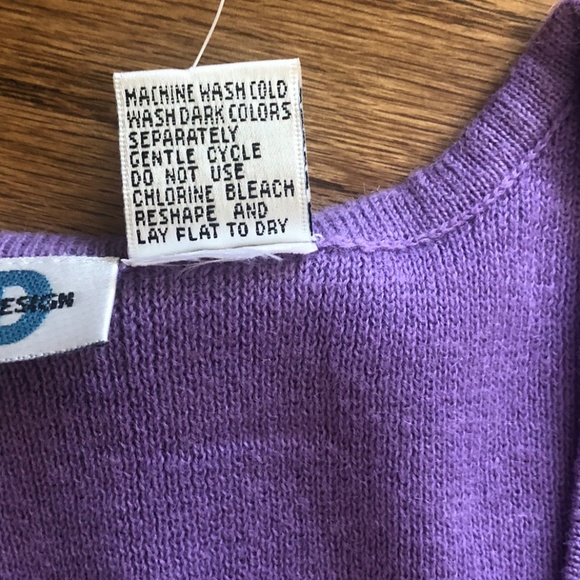 MACHINE WASH COLD
WASH DARK COLORS
SEPARATELY
GENTLE CYCLE
DO NOT USE
CHLORINE BLEACH
RESHAPE AND
LAY FLAT TO DRY
D
ESIGN